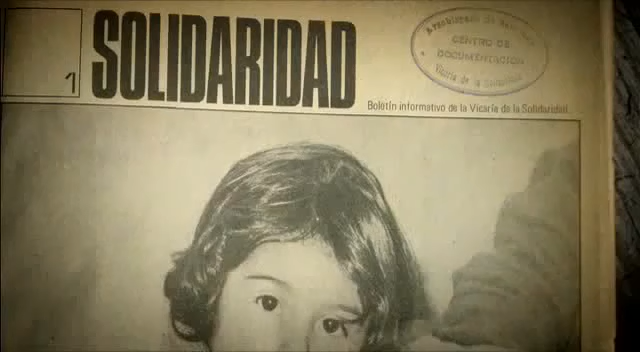 SOLIDARIDAD
1
Arzobispado de Santiago
CENTRO DE
DOCUMENTACION
Vicaría de la Solidaridad
Boletín informativo de la Vicaría de la Solidaridad